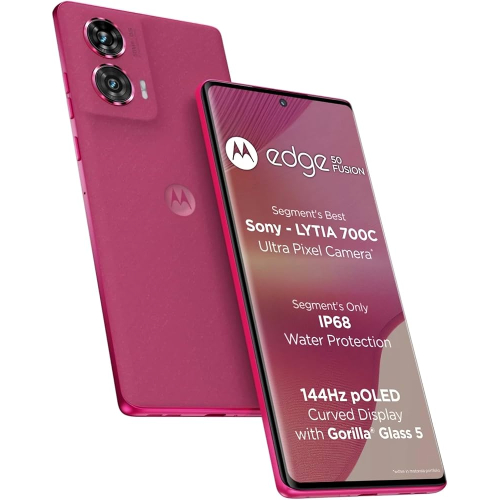 edge 50 FUSION
Segment's Best
Sony - LYTIA 700C
Ultra Pixel Camera*
Segment's Only
IP68
Water Protection
144Hz pOLED
Curved Display
with Gorilla* Glass 5